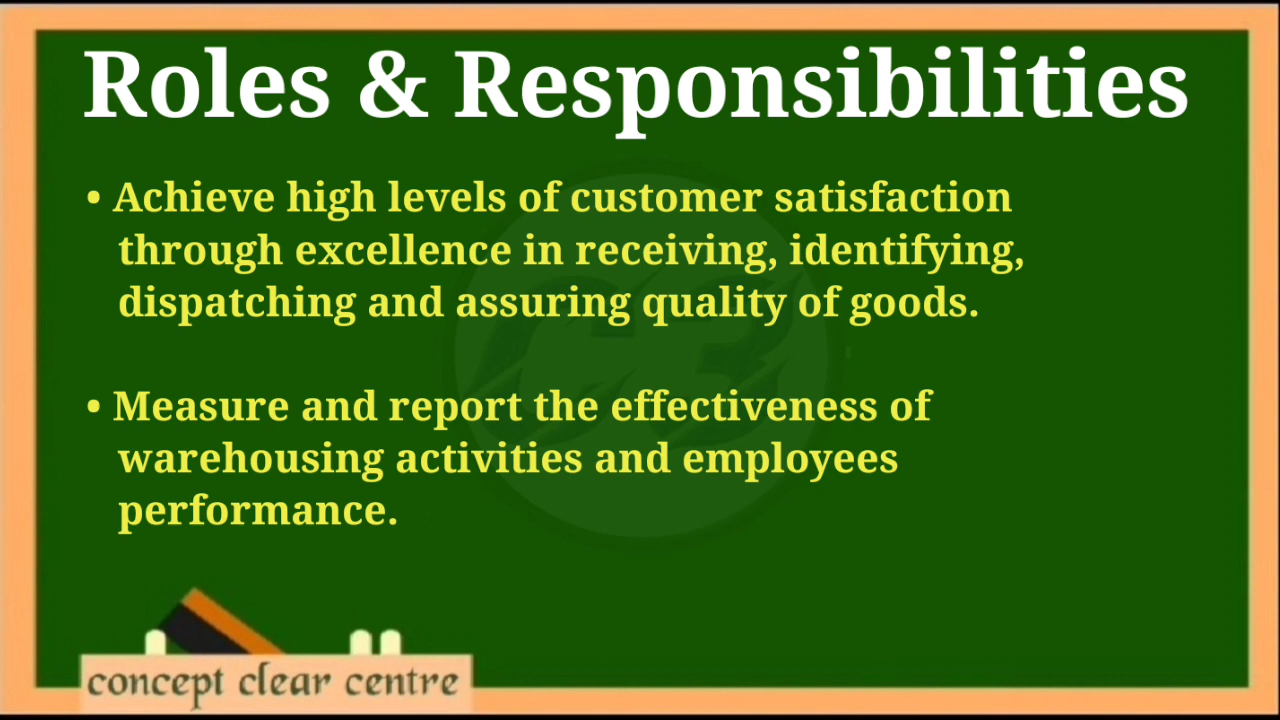 Roles & Responsibilities
• Achieve high levels of customer satisfaction
through excellence in receiving, identifying,
dispatching and assuring quality of goods.
• Measure and report the effectiveness of
warehousing activities and employees
performance.
concept clear centre